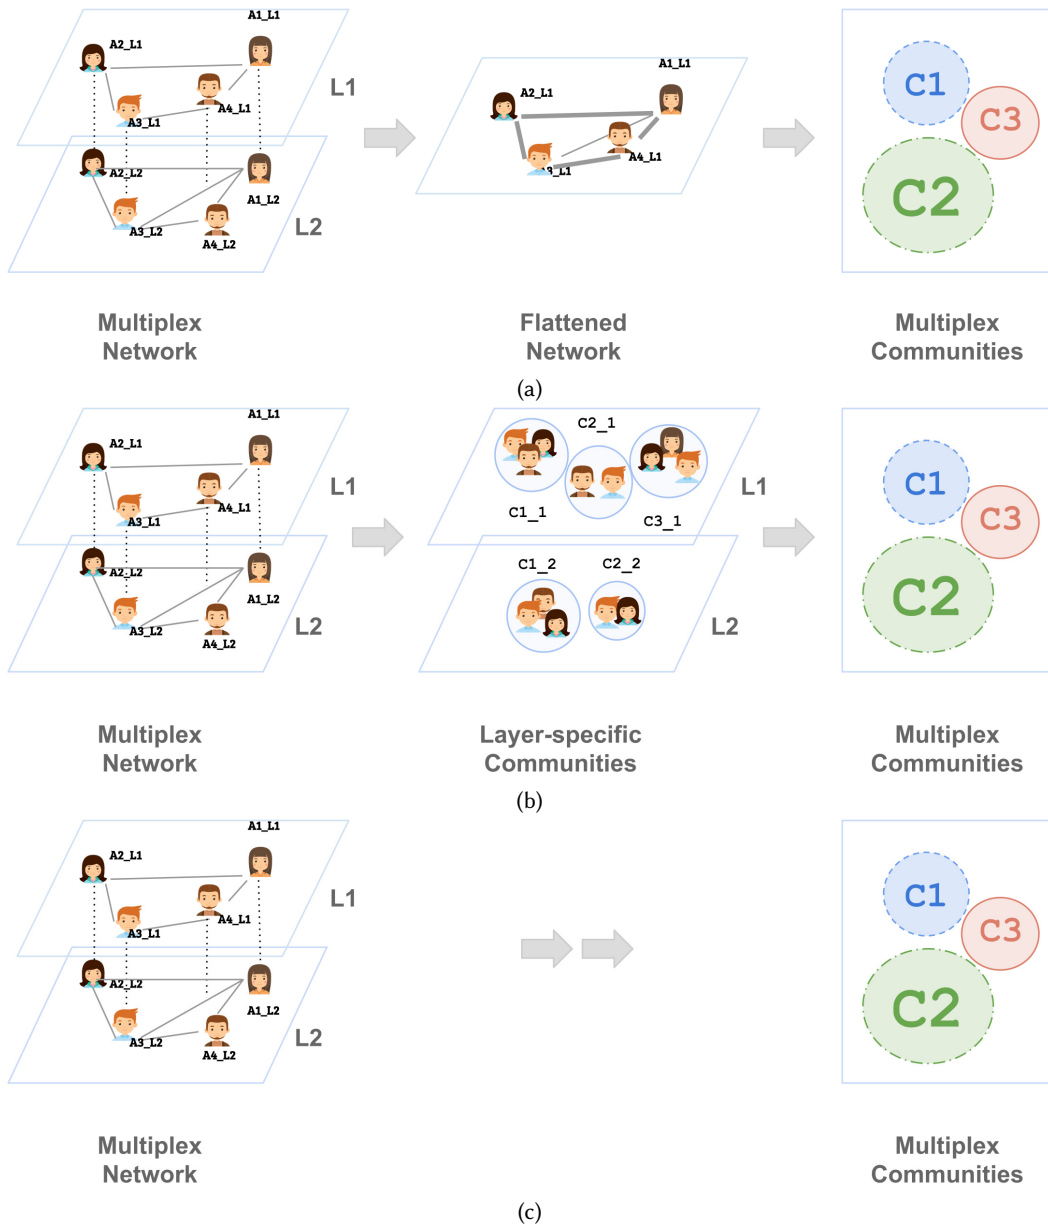 A1_L1
A2_L1
L1
A4_L1
A3_L1
A2_L2
A1_L2
A3_L2
A4_L2
L2
A1_L1
A2_L1
A4_L1
A3_L1
C1
C3
C2
Multiplex
Network
Flattened
Network
Multiplex
Communities
(a)
A1_L1
A2_L1
L1
A4_L1
A3_L1
A2_L2
A1_L2
A3_L2
A4_L2
L2
C2_1
L1
C1_1
C3_1
C1_2
C2_2
L2
C1
C3
C2
Multiplex
Network
Layer-specific
Communities
Multiplex
Communities
(b)
A1_L1
A2_L1
L1
A4_L1
A3_L1
A2_L2
A1_L2
A3_L2
A4_L2
L2
C1
C3
C2
Multiplex
Network
Multiplex
Communities
(c)